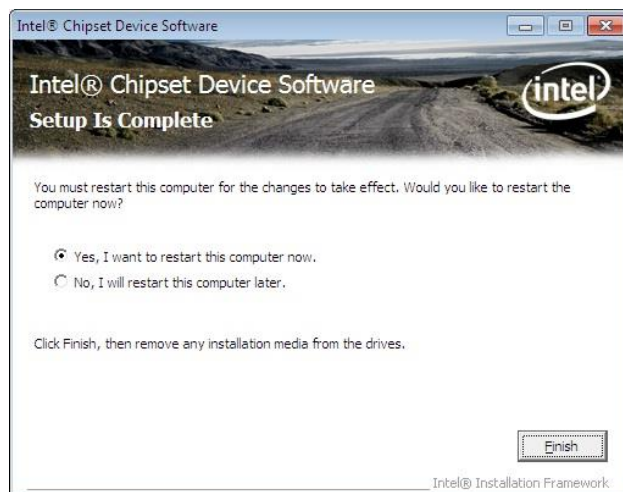 Intel® Chipset Device Software
Intel® Chipset Device Software
intel
Setup Is Complete
You must restart this computer for the changes to take effect. Would you like to restart the
computer now?
Yes, I want to restart this computer now.
No, I will restart this computer later.
Click Finish, then remove any installation media from the drives.
Finish
Intel® Installation Framework